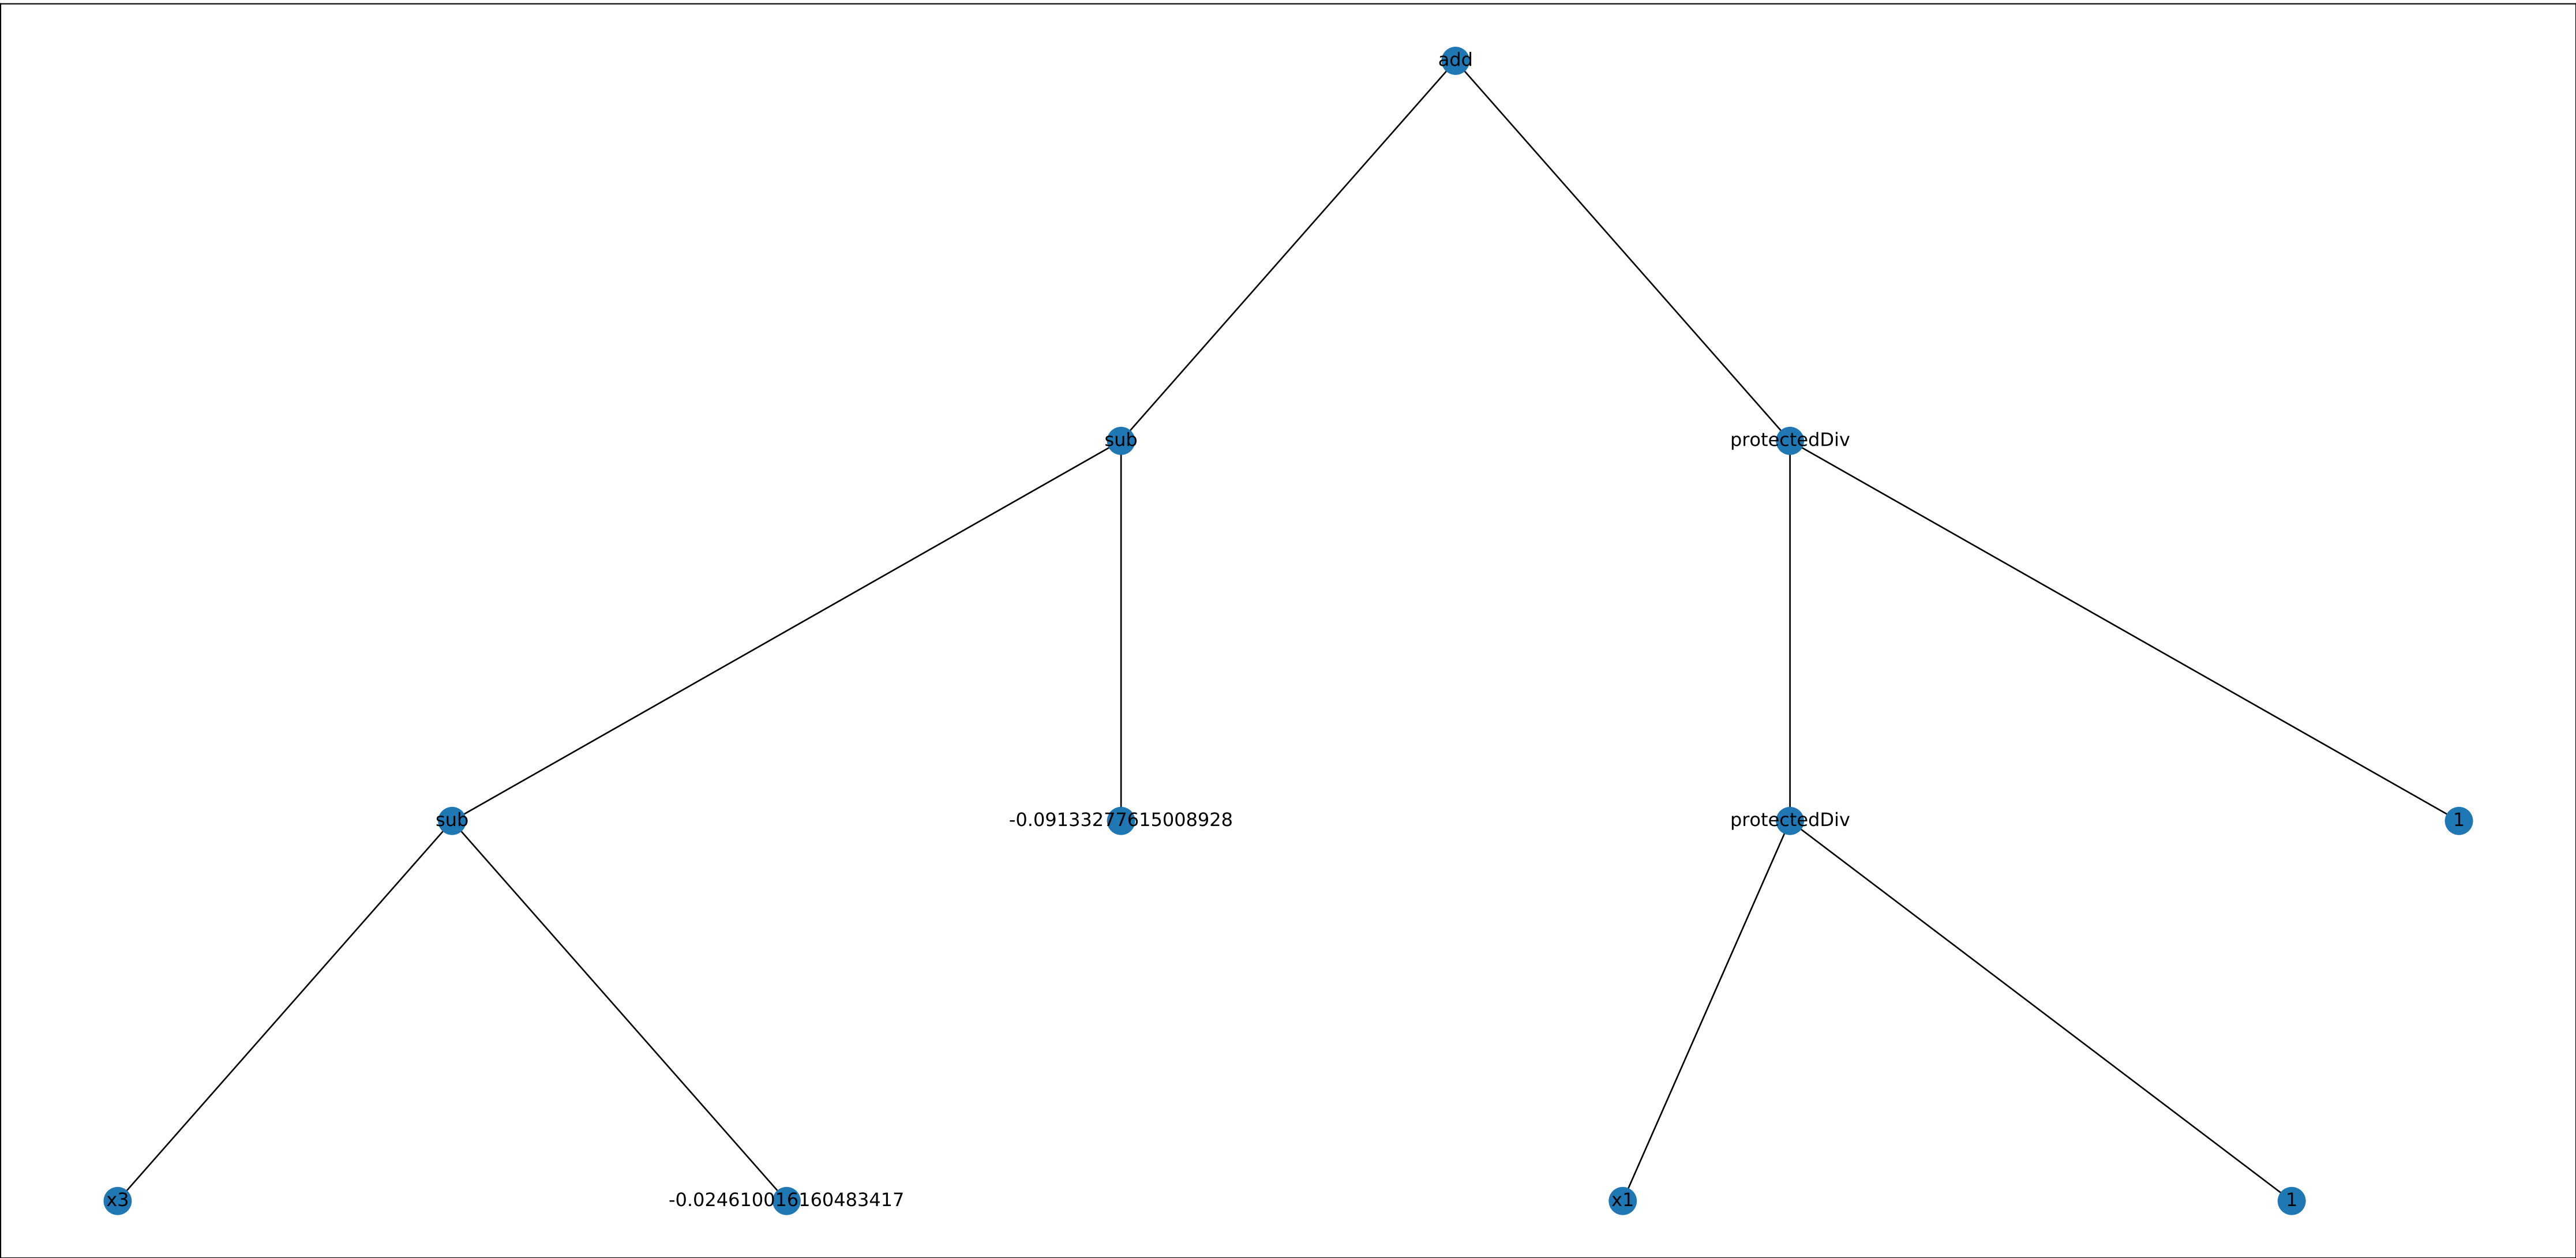 add
sub protectedDiv
sub -0.09133277615008928 protectedDiv 1
x3 -0.024610016160483417 x1 1